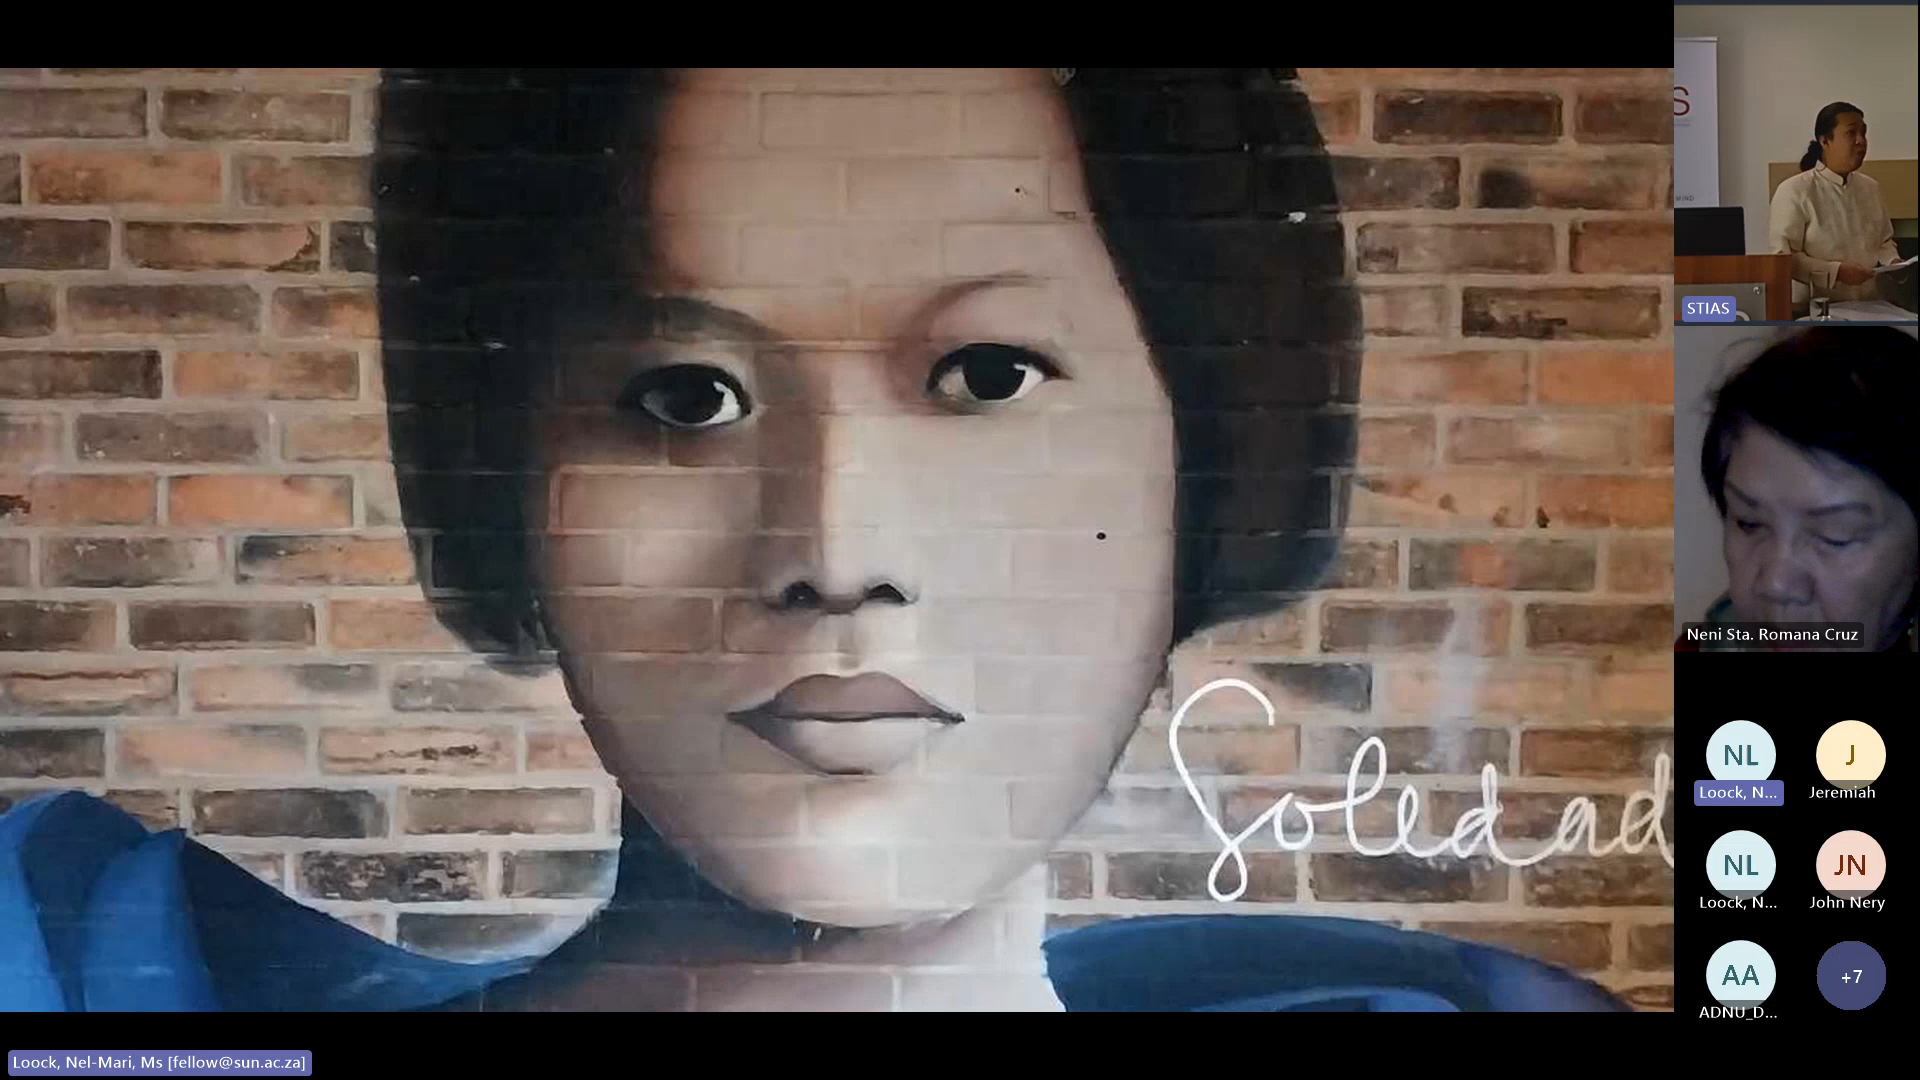 S
MIND
STIAS
Neni Sta. Romana Cruz
Soledad
NL
Loock, N...
J
Jeremiah
NL
Loock, N...
JN
John Nery
AA
ADNU_D...
+7
Loock, Nel-Mari, Ms [fellow@sun.ac.za]